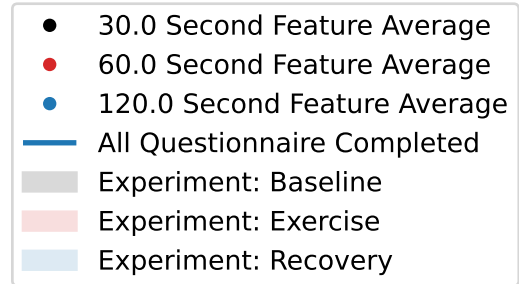 30.0 Second Feature Average
60.0 Second Feature Average
120.0 Second Feature Average
All Questionnaire Completed
Experiment: Baseline
Experiment: Exercise
Experiment: Recovery